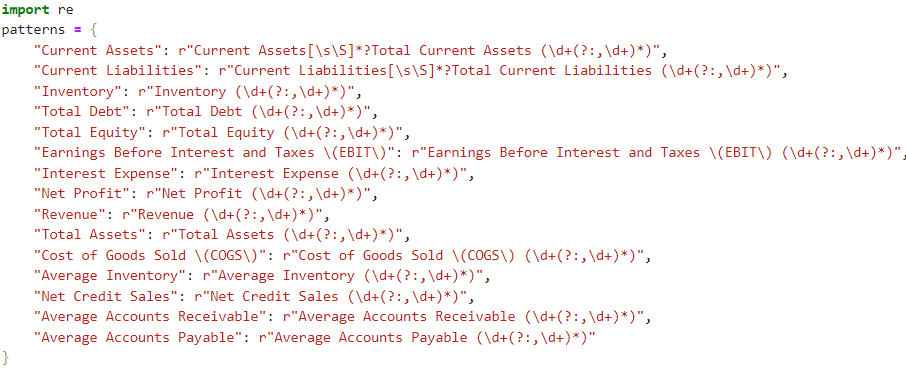 import re
patterns = {
    "Current Assets": r"Current Assets[\s\S]*?Total Current Assets (\d+(?:,\d+)*)",
    "Current Liabilities": r"Current Liabilities[\s\S]*?Total Current Liabilities (\d+(?:,\d+)*)",
    "Inventory": r"Inventory (\d+(?:,\d+)*)",
    "Total Debt": r"Total Debt (\d+(?:,\d+)*)",
    "Total Equity": r"Total Equity (\d+(?:,\d+)*)",
    "Earnings Before Interest and Taxes \(EBIT\)": r"Earnings Before Interest and Taxes \(EBIT\) (\d+(?:,\d+)*)",
    "Interest Expense": r"Interest Expense (\d+(?:,\d+)*)",
    "Net Profit": r"Net Profit (\d+(?:,\d+)*)",
    "Revenue": r"Revenue (\d+(?:,\d+)*)",
    "Total Assets": r"Total Assets (\d+(?:,\d+)*)",
    "Cost of Goods Sold \(COGS\)": r"Cost of Goods Sold \(COGS\) (\d+(?:,\d+)*)",
    "Average Inventory": r"Average Inventory (\d+(?:,\d+)*)",
    "Net Credit Sales": r"Net Credit Sales (\d+(?:,\d+)*)",
    "Average Accounts Receivable": r"Average Accounts Receivable (\d+(?:,\d+)*)",
    "Average Accounts Payable": r"Average Accounts Payable (\d+(?:,\d+)*)"
}